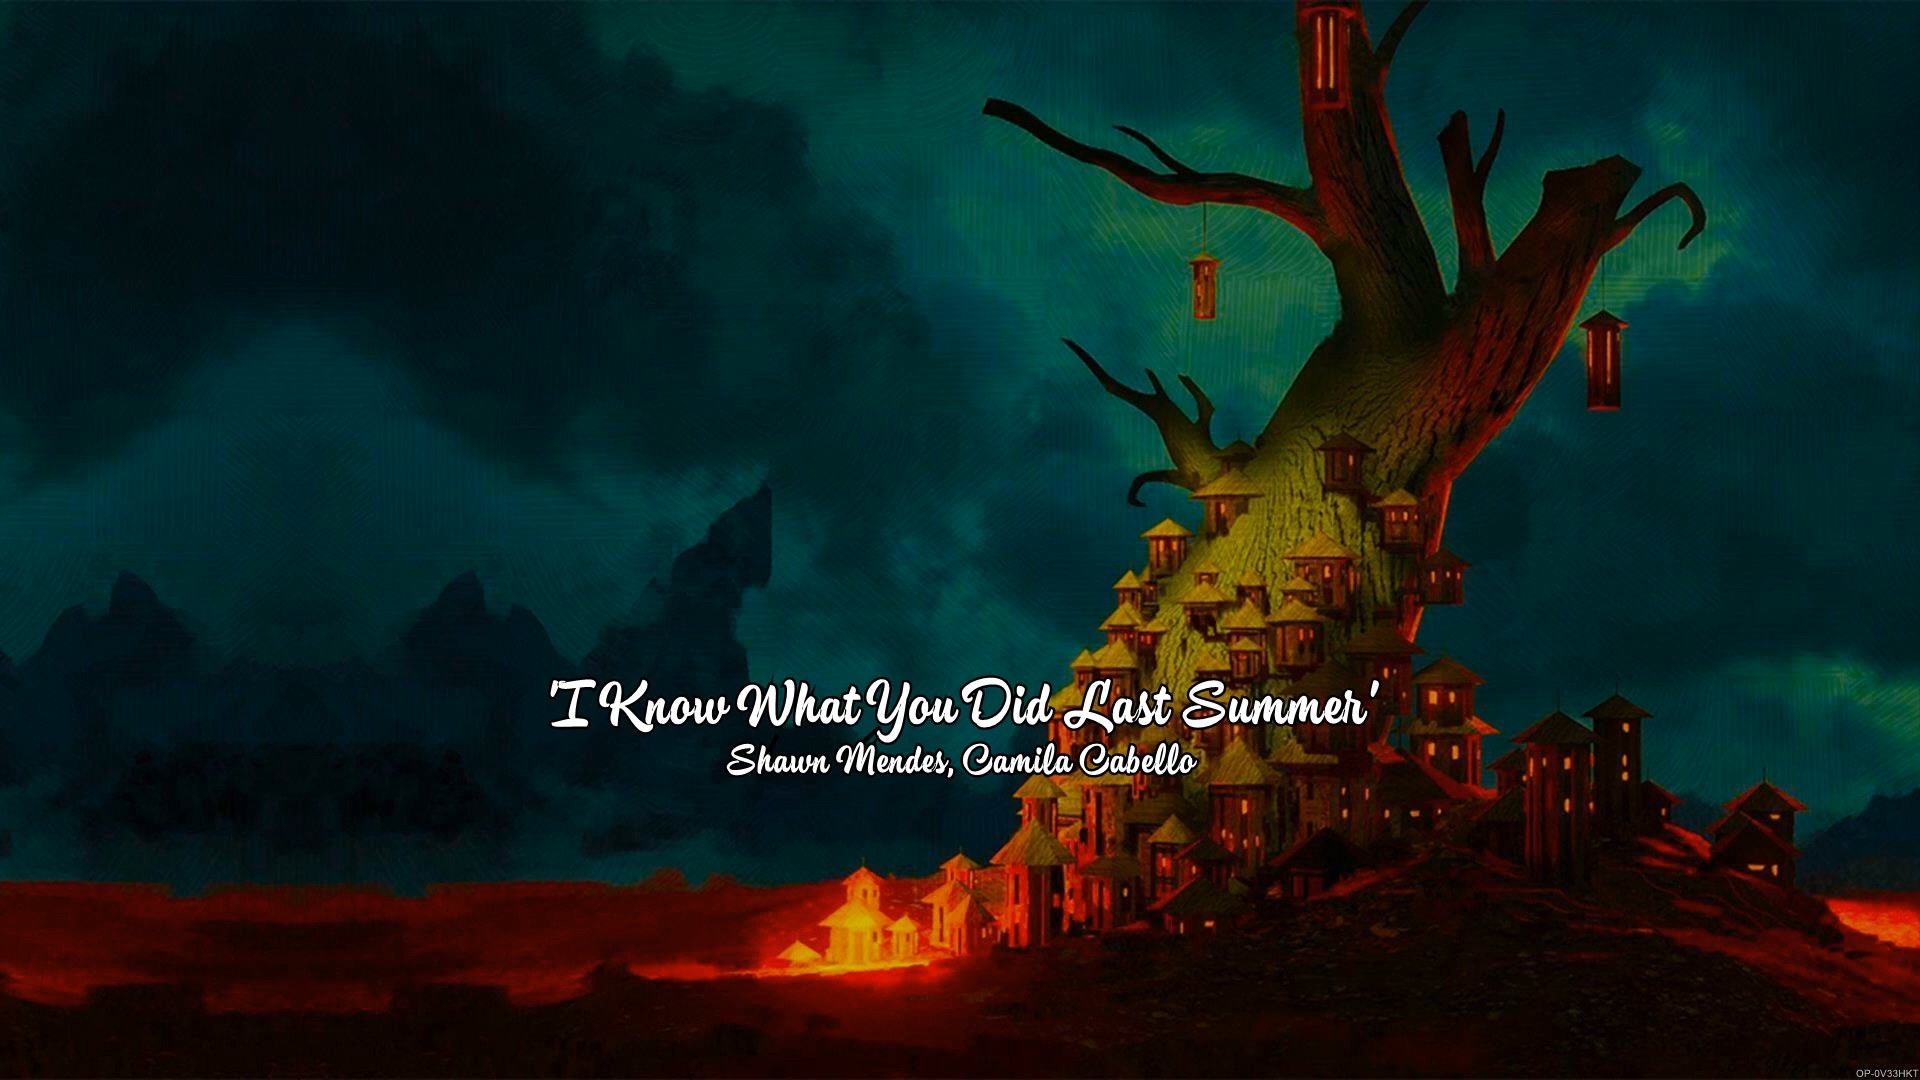 'I Know What You Did Last Summer'
Shawn Mendes, Camila Cabello
OP-0V33HKT